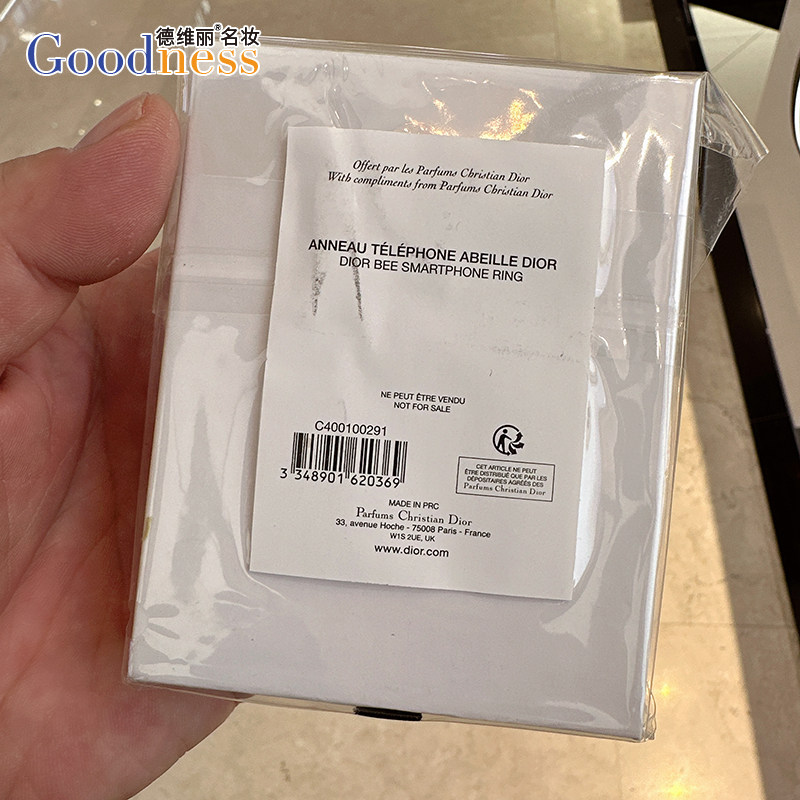 德维丽®名妆
Goodness
Offert par les Parfums Christian Dior
With compliments from Parfums Christian Dior
ANNEAU TÉLÉPHONE ABEILLE DIOR
DIOR BEE SMARTPHONE RING
NE PEUT ÊTRE VENDU
NOT FOR SALE
C400100291
3 348901 620369
CET ARTICLE NE PEUT
ÊTRE DISTRIBUÉ QUE PAR LES
DÉPOSITAIRES AGRÉÉS DES
Parfums Christian Dior
MADE IN PRC
Parfums Christian Dior
33, avenue Hoche - 75008 Paris - France
W1S 2UE, UK
www.dior.com